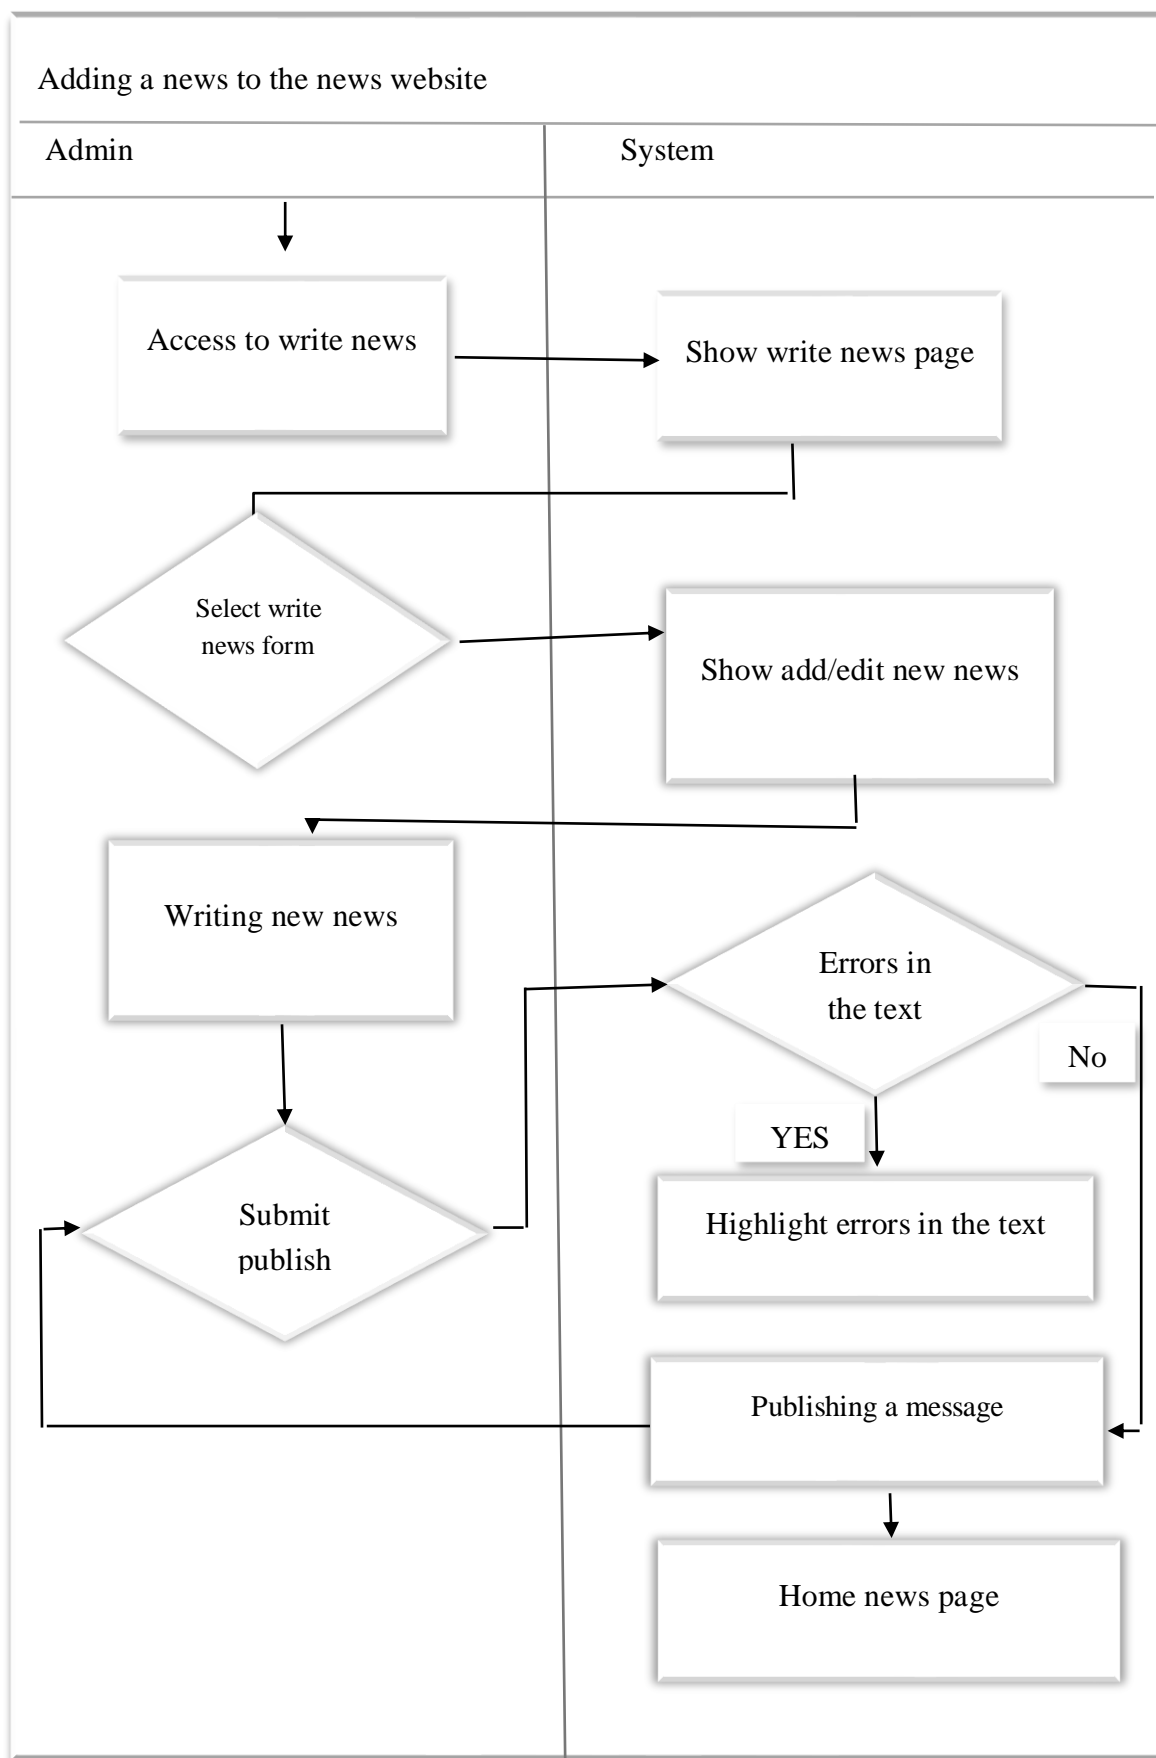 Adding a news to the news website
Admin
System
Access to write news
Show write news page
Select write
news form
Show add/edit new news
Writing new news
Errors in
the text
No
YES
Submit
publish
Highlight errors in the text
Publishing a message
Home news page